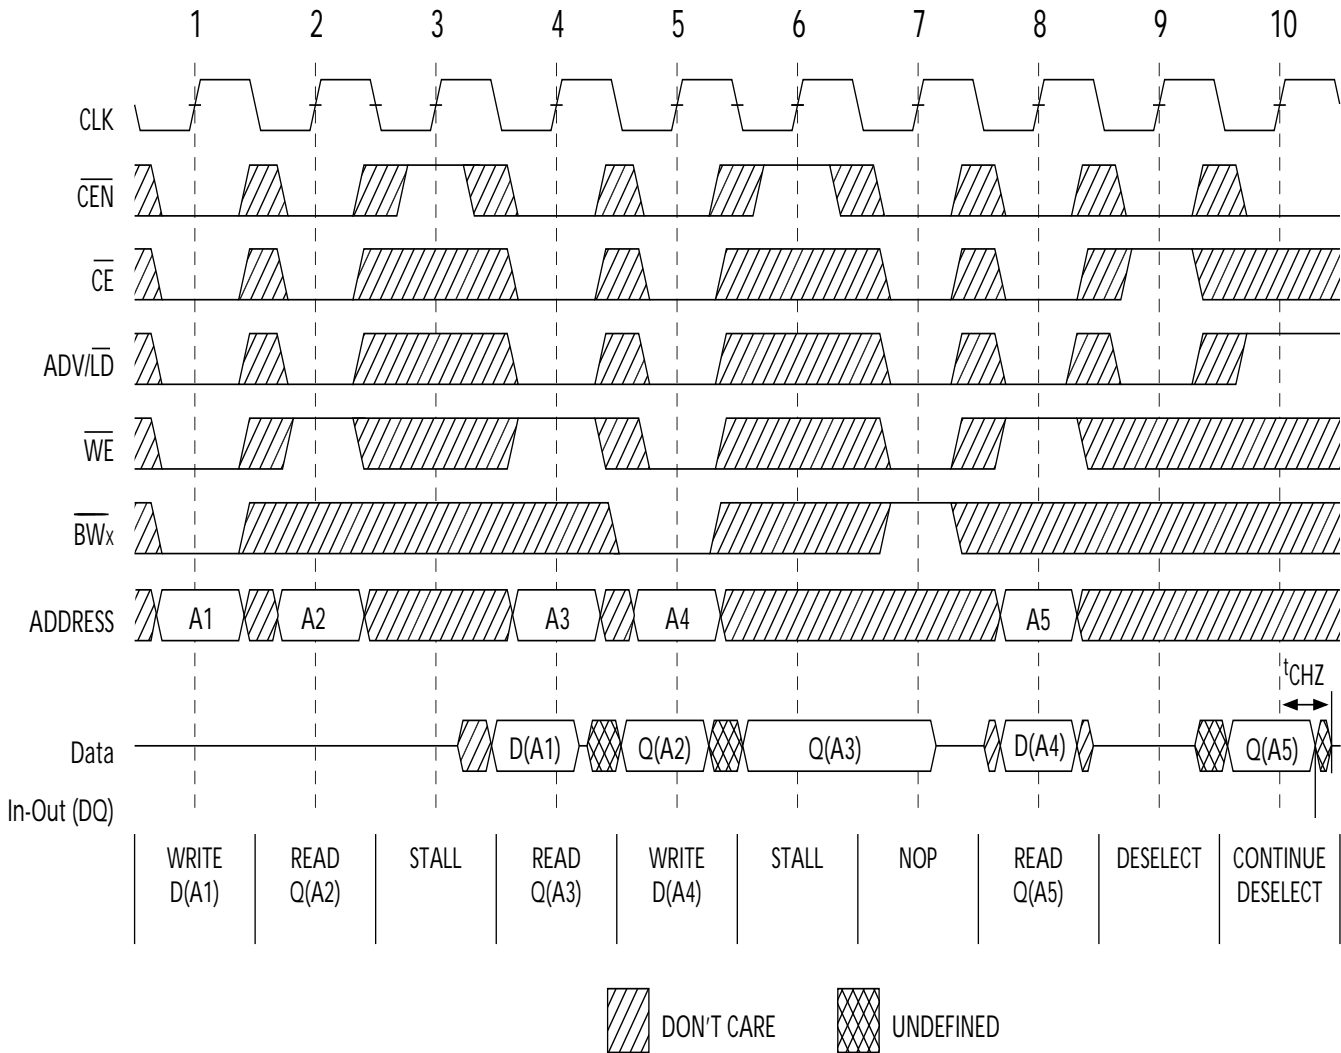 1 2 3 4 5 6 7 8 9 10
CLK
CEN
CE
ADV/LD
WE
BWx
ADDRESS A1 A2 A3 A4 A5
tCHZ
Data D(A1) Q(A2) Q(A3) D(A4) Q(A5)
In-Out (DQ)
WRITE READ STALL READ WRITE STALL NOP READ DESELECT CONTINUE
D(A1) Q(A2) Q(A3) D(A4) Q(A5) DESELECT
DON'T CARE UNDEFINED